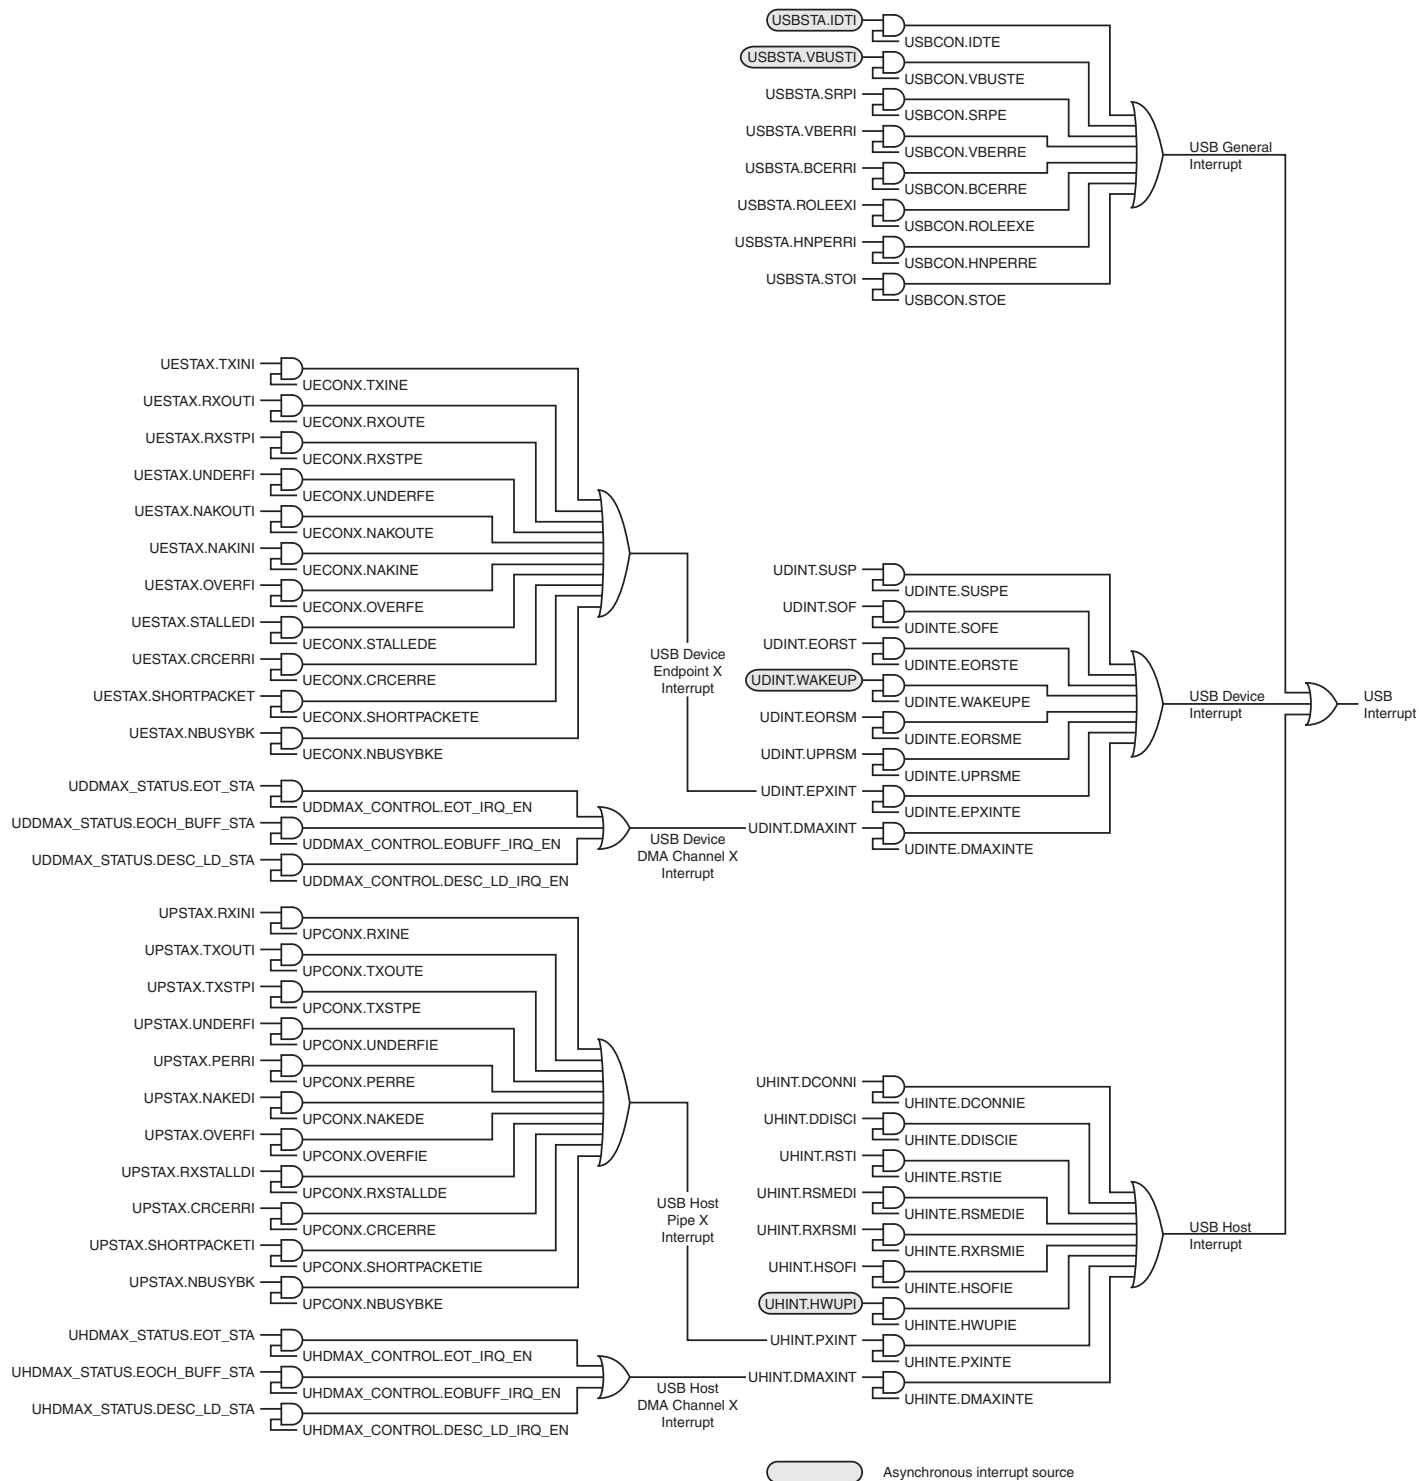 USBSTA.IDTI
USBCON.IDTE
USBSTA.VBUSTI
USBCON.VBUSTE
USBSTA.SRPI
USBCON.SRPE
USBSTA.VBERRI
USBCON.VBERRE
USBSTA.BCERRI
USBCON.BCERRE
USBSTA.ROLEEXI
USBCON.ROLEEXE
USBSTA.HNPERRI
USBCON.HNPERRE
USBSTA.STOI
USBCON.STOE
USB General
Interrupt
UESTAX.TXINI
UECONX.TXINE
UESTAX.RXOUTI
UECONX.RXOUTE
UESTAX.RXSTPI
UECONX.RXSTPE
UESTAX.UNDERFI
UECONX.UNDERFE
UESTAX.NAKOUTI
UECONX.NAKOUTE
UESTAX.NAKINI
UECONX.NAKINE
UESTAX.OVERFI
UECONX.OVERFE
UESTAX.STALLEDI
UECONX.STALLEDE
UESTAX.CRCERRI
UECONX.CRCERRE
UESTAX.SHORTPACKET
UECONX.SHORTPACKETE
UESTAX.NBUSYBK
UECONX.NBUSYBKE
USB Device
Endpoint X
Interrupt
UDDMAX_STATUS.EOT_STA
UDDMAX_CONTROL.EOT_IRQ_EN
UDDMAX_STATUS.EOCH_BUFF_STA
UDDMAX_CONTROL.EOBUFF_IRQ_EN
UDDMAX_STATUS.DESC_LD_STA
UDDMAX_CONTROL.DESC_LD_IRQ_EN
USB Device
DMA Channel X
Interrupt
UDINT.SUSP
UDINTE.SUSPE
UDINT.SOF
UDINTE.SOFE
UDINT.EORST
UDINTE.EORSTE
UDINT.WAKEUP
UDINTE.WAKEUPE
UDINT.EORSM
UDINTE.EORSME
UDINT.UPRSM
UDINTE.UPRSME
UDINT.EPXINT
UDINTE.EPXINTE
UDINT.DMAXINT
UDINTE.DMAXINTE
USB Device
Interrupt
USB
Interrupt
UPSTAX.RXINI
UPCONX.RXINE
UPSTAX.TXOUTI
UPCONX.TXOUTE
UPSTAX.TXSTPI
UPCONX.TXSTPE
UPSTAX.UNDERFI
UPCONX.UNDERFIE
UPSTAX.PERRI
UPCONX.PERRE
UPSTAX.NAKEDI
UPCONX.NAKEDE
UPSTAX.OVERFI
UPCONX.OVERFIE
UPSTAX.RXSTALLDI
UPCONX.RXSTALLDE
UPSTAX.CRCERRI
UPCONX.CRCERRE
UPSTAX.SHORTPACKETI
UPCONX.SHORTPACKETIE
UPSTAX.NBUSYBK
UPCONX.NBUSYBKE
USB Host
Pipe X
Interrupt
UHDMAX_STATUS.EOT_STA
UHDMAX_CONTROL.EOT_IRQ_EN
UHDMAX_STATUS.EOCH_BUFF_STA
UHDMAX_CONTROL.EOBUFF_IRQ_EN
UHDMAX_STATUS.DESC_LD_STA
UHDMAX_CONTROL.DESC_LD_IRQ_EN
USB Host
DMA Channel X
Interrupt
UHINT.DCONNI
UHINTE.DCONNIE
UHINT.DDISCI
UHINTE.DDISCIE
UHINT.RSTI
UHINTE.RSTIE
UHINT.RSMEDI
UHINTE.RSMEDIE
UHINT.RXRSMI
UHINTE.RXRSMIE
UHINT.HSOFI
UHINTE.HSOFIE
UHINT.HWUPI
UHINTE.HWUPIE
UHINT.PXINT
UHINTE.PXINTE
UHINT.DMAXINT
UHINTE.DMAXINTE
USB Host
Interrupt
Asynchronous interrupt source